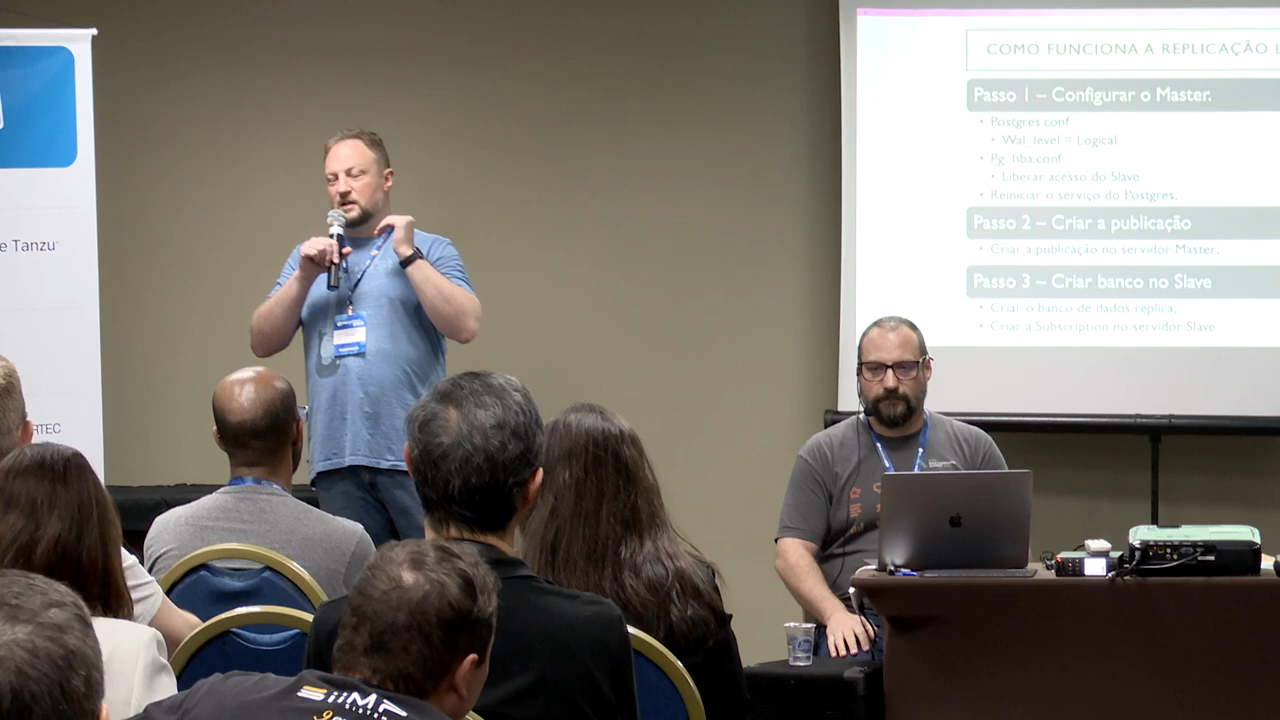 e Tanzu
RTEC
COMO FUNCIONA A REPLICAÇÃO L
Passo 1 – Configurar o Master.
• Postgres.conf
• Wal_level = Logical
• Pg_hba.conf
• Liberar acesso do Slave
• Reiniciar o serviço do Postgres.
Passo 2 – Criar a publicação
• Criar a publicação no servidor Master.
Passo 3 – Criar banco no Slave
• Criar o banco de dados replica;
• Criar a Subscription no servidor Slave